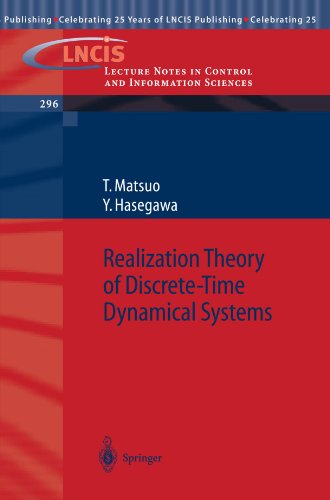 Publishing•Celebrating 25 Years of LNCIS Publishing•Celebrating 25
LNCIS
LECTURE NOTES IN CONTROL
AND INFORMATION SCIENCES
296
T. Matsuo
Y. Hasegawa
Realization Theory
of Discrete-Time
Dynamical Systems
Springer